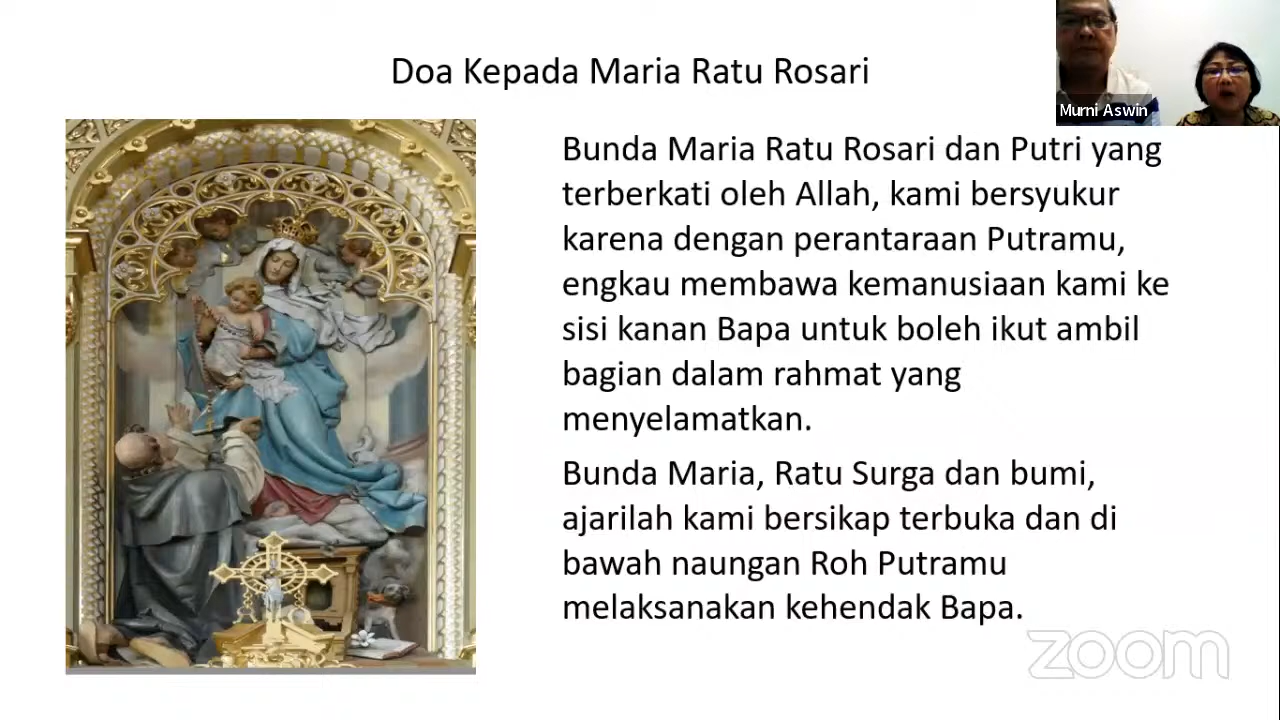 Doa Kepada Maria Ratu Rosari
Murni Aswin
Bunda Maria Ratu Rosari dan Putri yang
terberkati oleh Allah, kami bersyukur
karena dengan perantaraan Putramu,
engkau membawa kemanusiaan kami ke
sisi kanan Bapa untuk boleh ikut ambil
bagian dalam rahmat yang
menyelamatkan.
Bunda Maria, Ratu Surga dan bumi,
ajarilah kami bersikap terbuka dan di
bawah naungan Roh Putramu
melaksanakan kehendak Bapa.
zoom